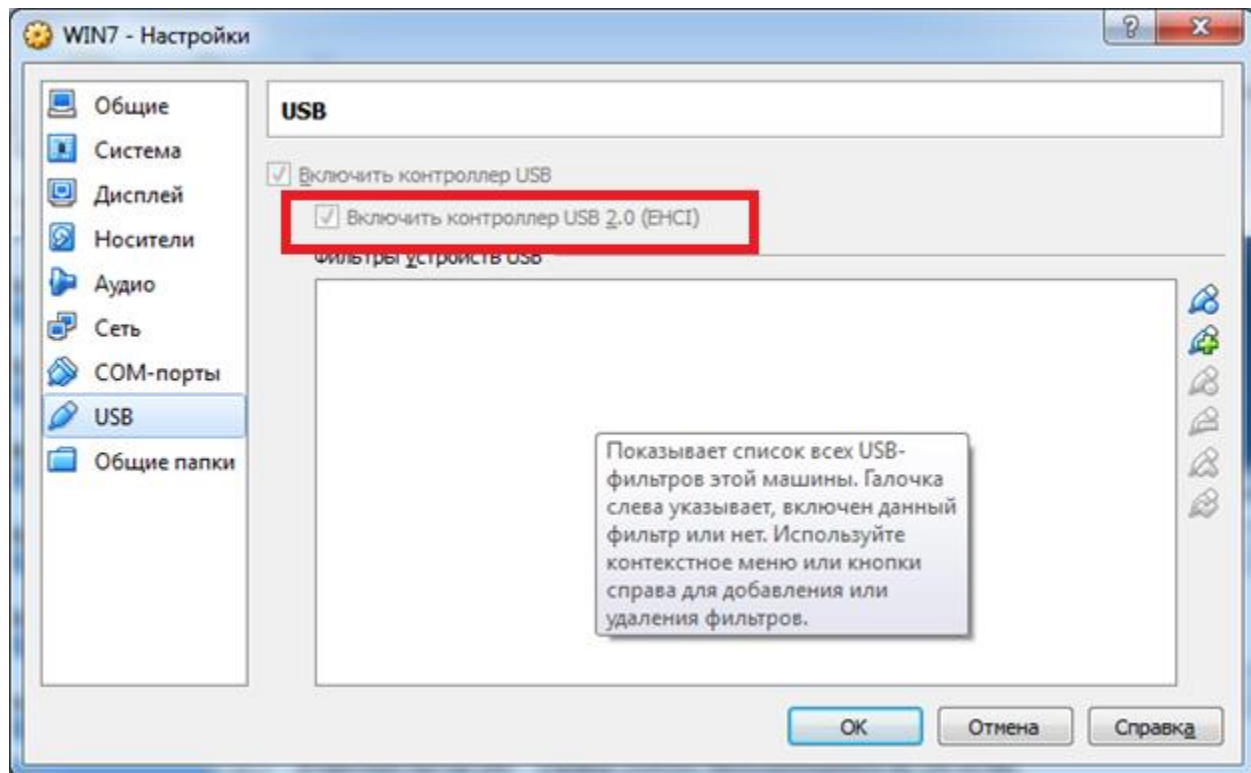 WIN7 - Настройки
Общие
Система
Дисплей
Носители
Аудио
Сеть
COM-порты
USB
Общие папки
USB
Включить контроллер USB
Включить контроллер USB 2.0 (EHCI)
Фильтры устройств USB
Показывает список всех USB-
фильтров этой машины. Галочка
слева указывает, включен данный
фильтр или нет. Используйте
контекстное меню или кнопки
справа для добавления или
удаления фильтров.
OK
Отмена
Справка